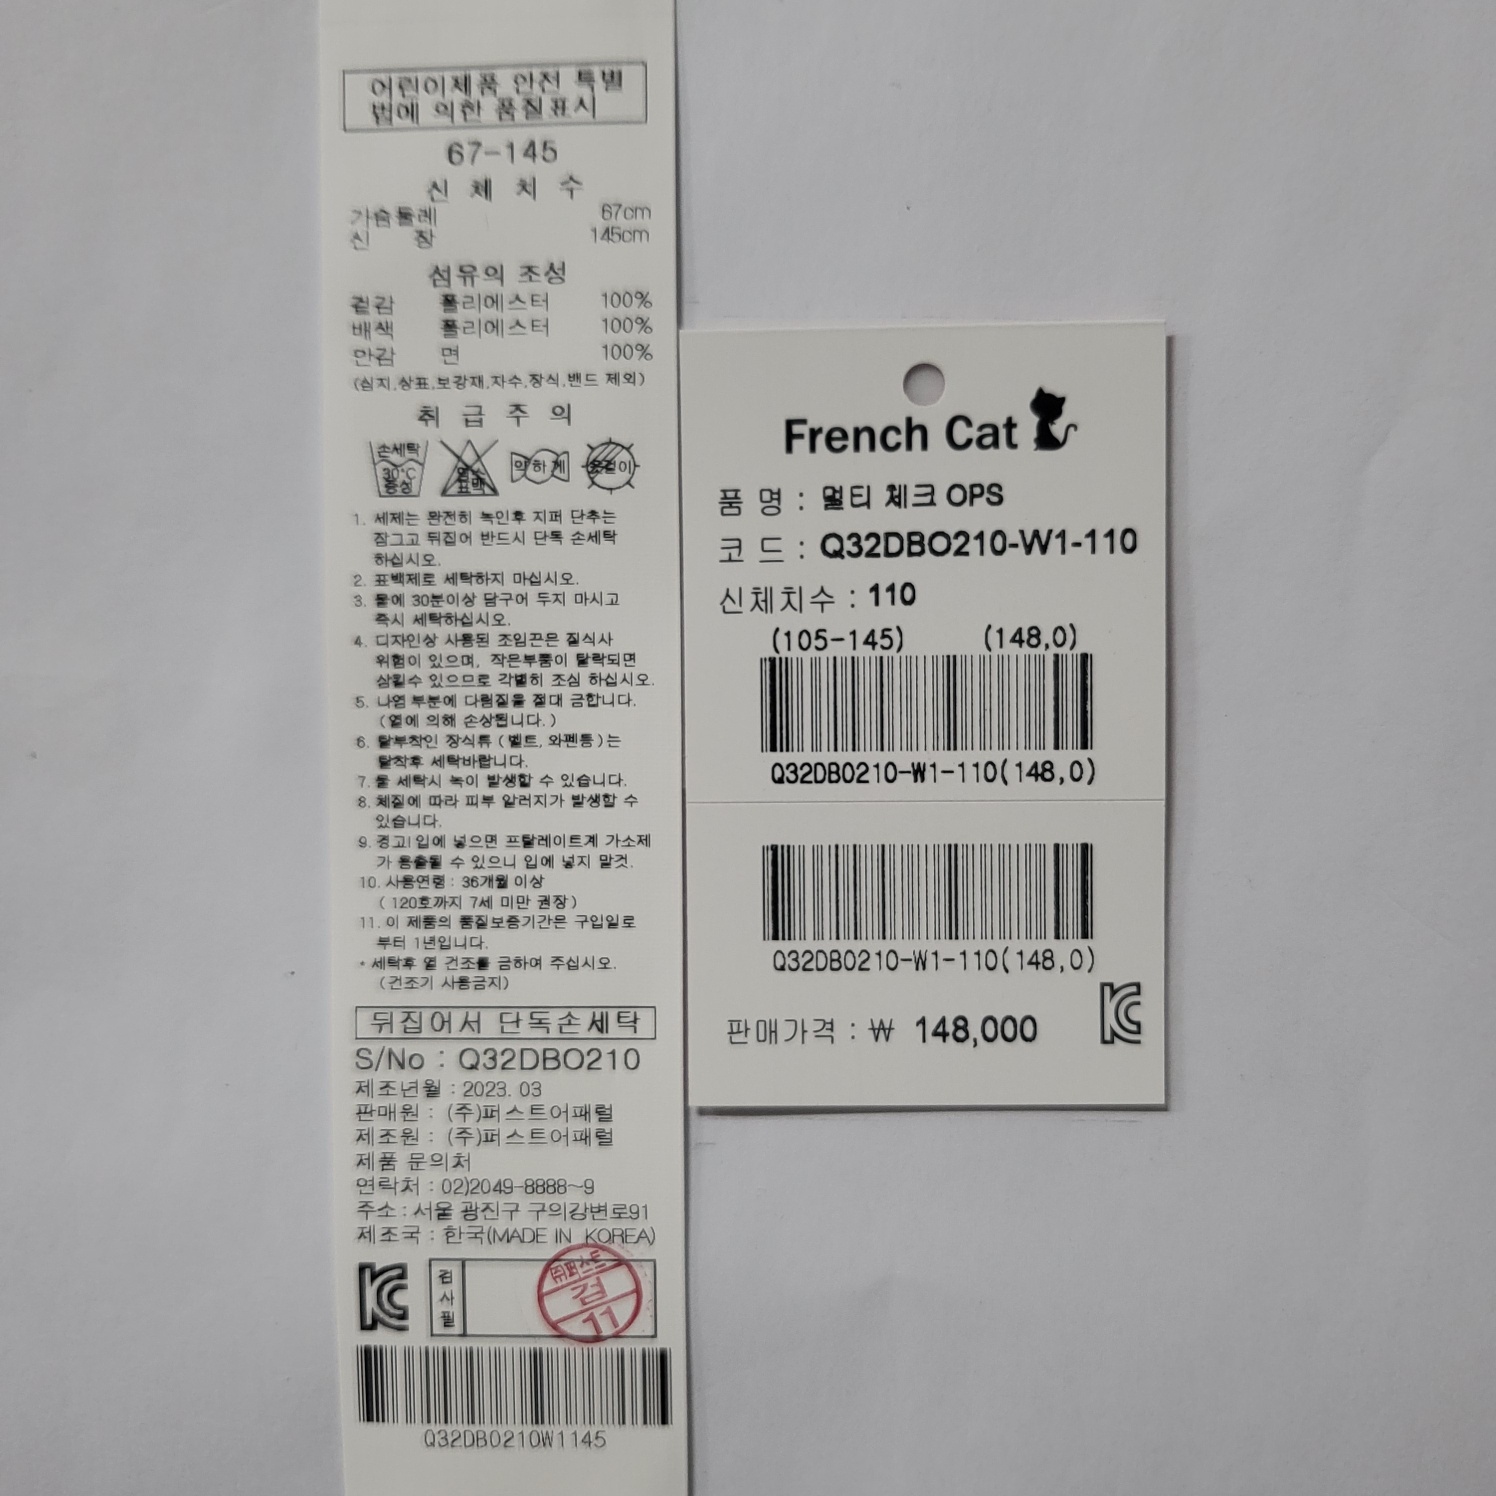 어린이제품 안전 특별
법에 의한 품질표시
67-145
신 체 치 수
가슴둘레 67cm
신 장 145cm
섬유의 조성
겉감 폴리에스터 100%
배색 폴리에스터 100%
안감 면 100%
(심지,상표,보강재,자수,장식,밴드 제외)
취 급 주 의
손세탁 30°C 중성
염소 표백
약하게
옷걸이
1. 세제는 완전히 녹인후 지퍼 단추는
잠그고 뒤집어 반드시 단독 손세탁
하십시오.
2. 표백제로 세탁하지 마십시오.
3. 물에 30분이상 담구어 두지 마시고
즉시 세탁하십시오.
4. 디자인상 사용된 조임끈은 질식사
위험이 있으며, 작은부품이 탈락되면
삼킬수 있으므로 각별히 조심 하십시오.
5. 나염 부분에 다림질을 절대 금합니다.
(열에 의해 손상됩니다.)
6. 탈부착인 장식류 (벨트, 와펜등)는
탈착후 세탁바랍니다.
7. 물 세탁시 녹이 발생할 수 있습니다.
8. 체질에 따라 피부 알러지가 발생할 수
있습니다.
9. 경고! 입에 넣으면 프탈레이트계 가소제
가 용출될 수 있으니 입에 넣지 말것.
10. 사용연령 : 36개월 이상
(120호까지 7세 미만 권장)
11. 이 제품의 품질보증기간은 구입일로
부터 1년입니다.
* 세탁후 열 건조를 금하여 주십시오.
(건조기 사용금지)
뒤집어서 단독손세탁
S/No : Q32DBO210
제조년월 : 2023. 03
판매원 : (주)퍼스트어패럴
제조원 : (주)퍼스트어패럴
제품 문의처
연락처 : 02)2049-8888~9
주소 : 서울 광진구 구의강변로91
제조국 : 한국(MADE IN KOREA)
KC
검사필
㈜퍼스트
검
11
Q32DBO210W1145
French Cat
품 명 : 멀티 체크 OPS
코 드 : Q32DBO210-W1-110
신체치수 : 110
(105-145) (148,0)
Q32DBO210-W1-110(148,0)
Q32DBO210-W1-110(148,0)
판매가격 : ₩ 148,000
KC